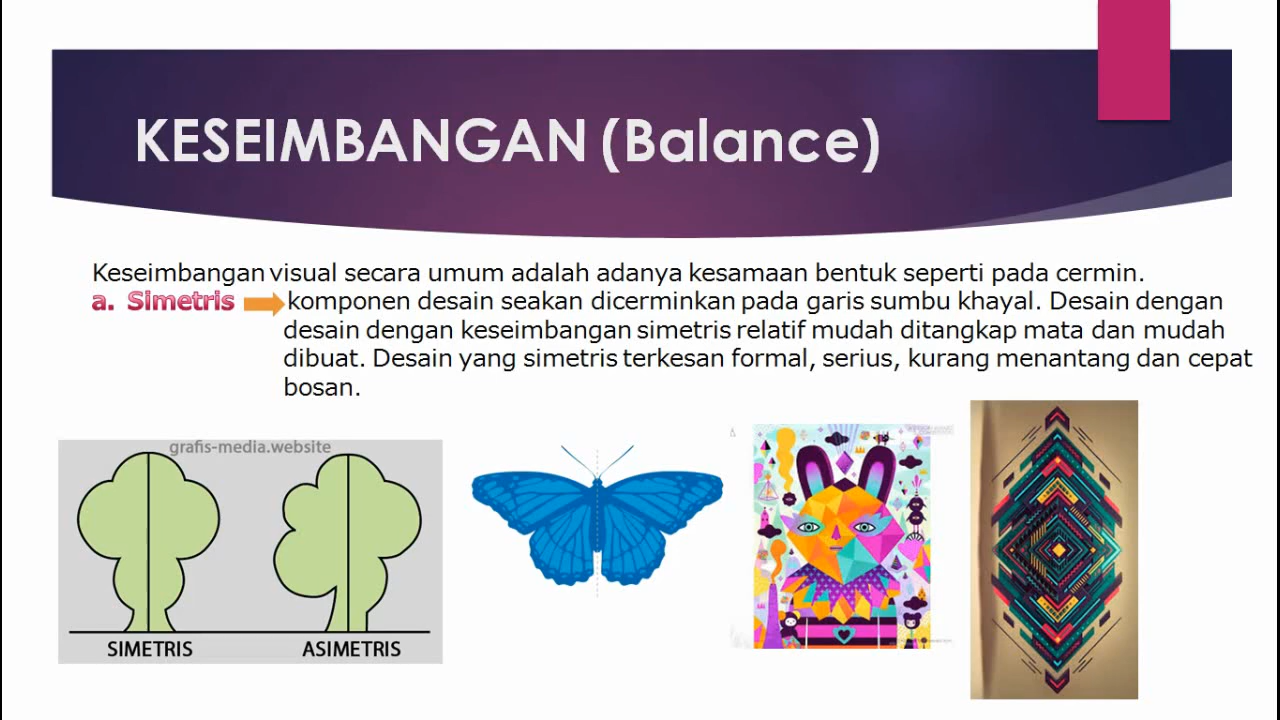 KESEIMBANGAN (Balance)
Keseimbangan visual secara umum adalah adanya kesamaan bentuk seperti pada cermin.
a. Simetris komponen desain seakan dicerminkan pada garis sumbu khayal. Desain dengan
desain dengan keseimbangan simetris relatif mudah ditangkap mata dan mudah
dibuat. Desain yang simetris terkesan formal, serius, kurang menantang dan cepat
bosan.
grafis-media.website
SIMETRIS ASIMETRIS